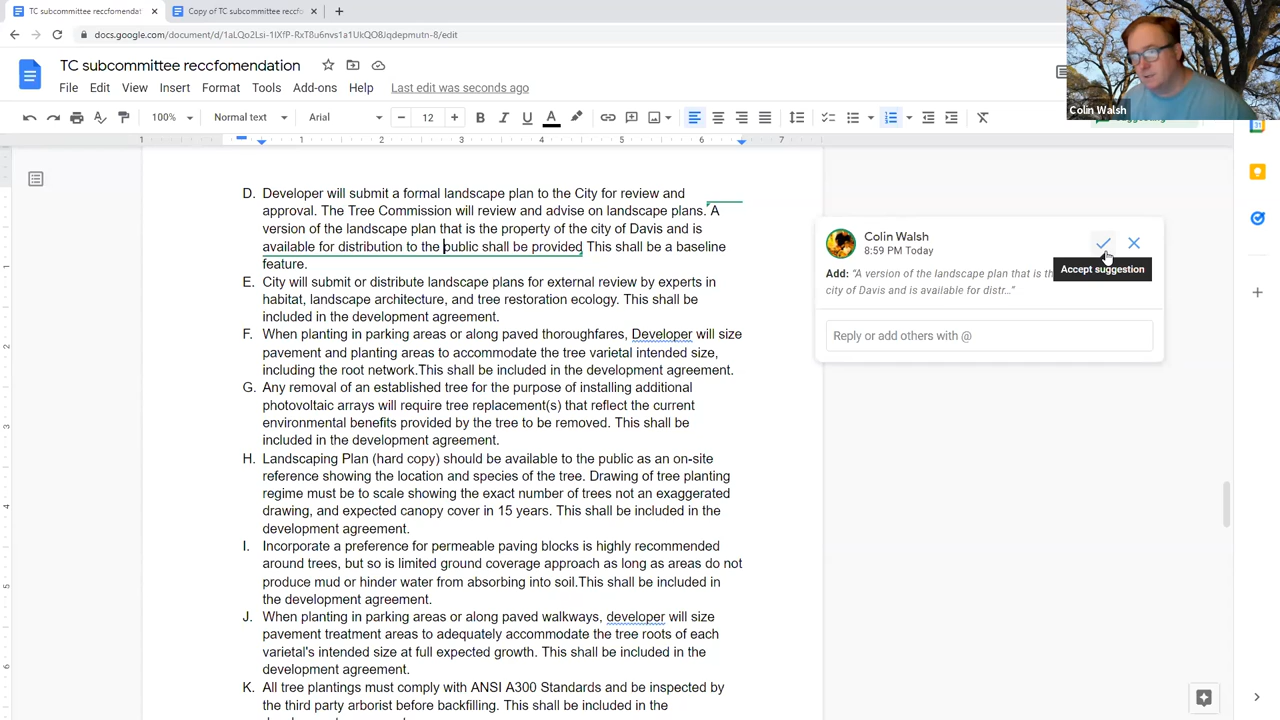 TC subcommittee reccfomendat
Copy of TC subcommittee reccfo
docs.google.com/document/d/1aLQo2Lsi-1IXfP-RxT8u6nvs1a1UkQO8Jqdepmutn-8/edit
TC subcommittee reccfomendation
File Edit View Insert Format Tools Add-ons Help Last edit was seconds ago
Colin Walsh
100% Normal text Arial 12 B I U A
1 1 2 3 4 5 6 7
D. Developer will submit a formal landscape plan to the City for review and
approval. The Tree Commission will review and advise on landscape plans. A
version of the landscape plan that is the property of the city of Davis and is
available for distribution to the public shall be provided This shall be a baseline
feature.
E. City will submit or distribute landscape plans for external review by experts in
habitat, landscape architecture, and tree restoration ecology. This shall be
included in the development agreement.
F. When planting in parking areas or along paved thoroughfares, Developer will size
pavement and planting areas to accommodate the tree varietal intended size,
including the root network.This shall be included in the development agreement.
G. Any removal of an established tree for the purpose of installing additional
photovoltaic arrays will require tree replacement(s) that reflect the current
environmental benefits provided by the tree to be removed. This shall be
included in the development agreement.
H. Landscaping Plan (hard copy) should be available to the public as an on-site
reference showing the location and species of the tree. Drawing of tree planting
regime must be to scale showing the exact number of trees not an exaggerated
drawing, and expected canopy cover in 15 years. This shall be included in the
development agreement.
I. Incorporate a preference for permeable paving blocks is highly recommended
around trees, but so is limited ground coverage approach as long as areas do not
produce mud or hinder water from absorbing into soil.This shall be included in
the development agreement.
J. When planting in parking areas or along paved walkways, developer will size
pavement treatment areas to adequately accommodate the tree roots of each
varietal's intended size at full expected growth. This shall be included in the
development agreement.
K. All tree plantings must comply with ANSI A300 Standards and be inspected by
the third party arborist before backfilling. This shall be included in the
Colin Walsh
8:59 PM Today
Accept suggestion
Add: “A version of the landscape plan that is th
city of Davis and is available for distr...”
Reply or add others with @